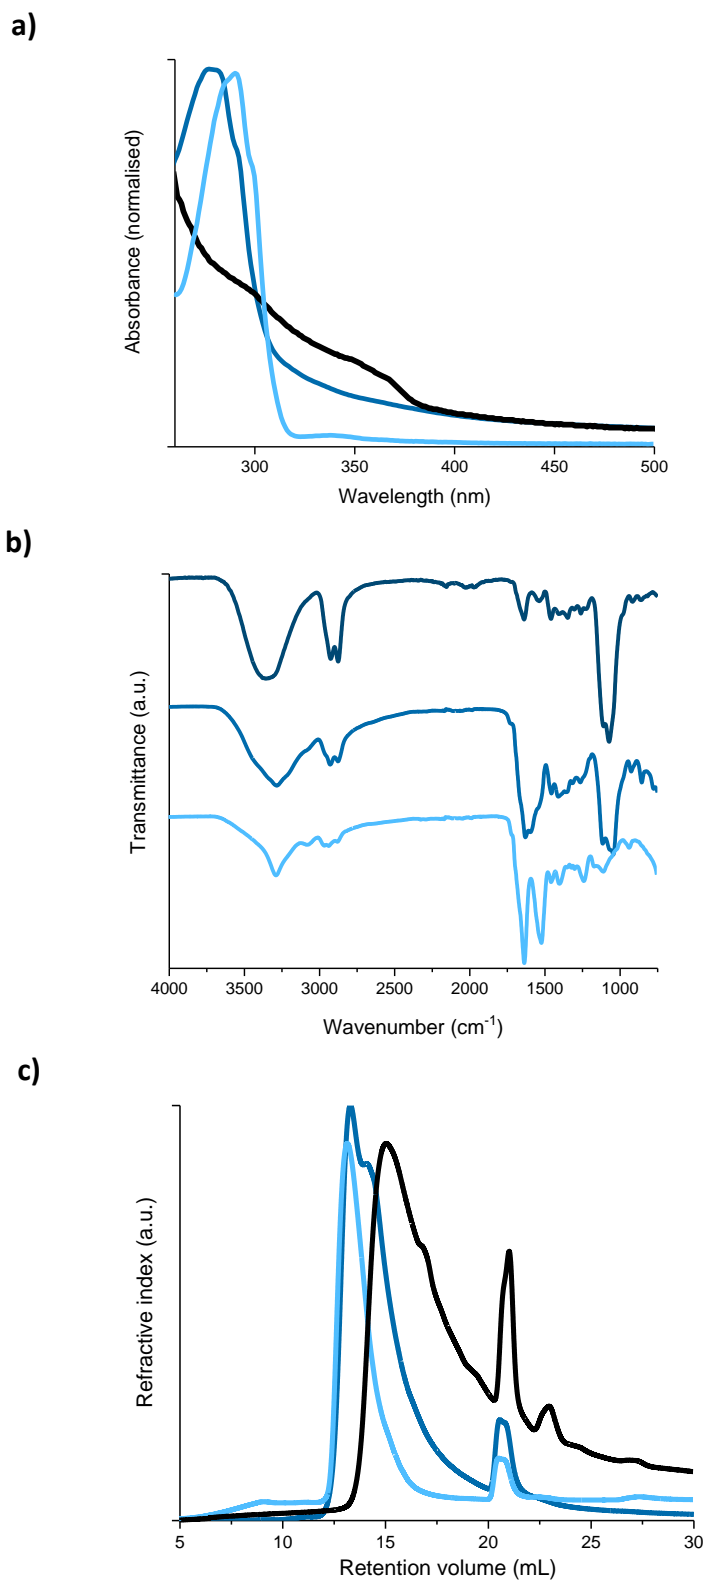 a)
Absorbance (normalised)
300 350 400 450 500
Wavelength (nm)
b)
Transmittance (a.u.)
4000 3500 3000 2500 2000 1500 1000
Wavenumber (cm⁻¹)
c)
Refractive index (a.u.)
5 10 15 20 25 30
Retention volume (mL)